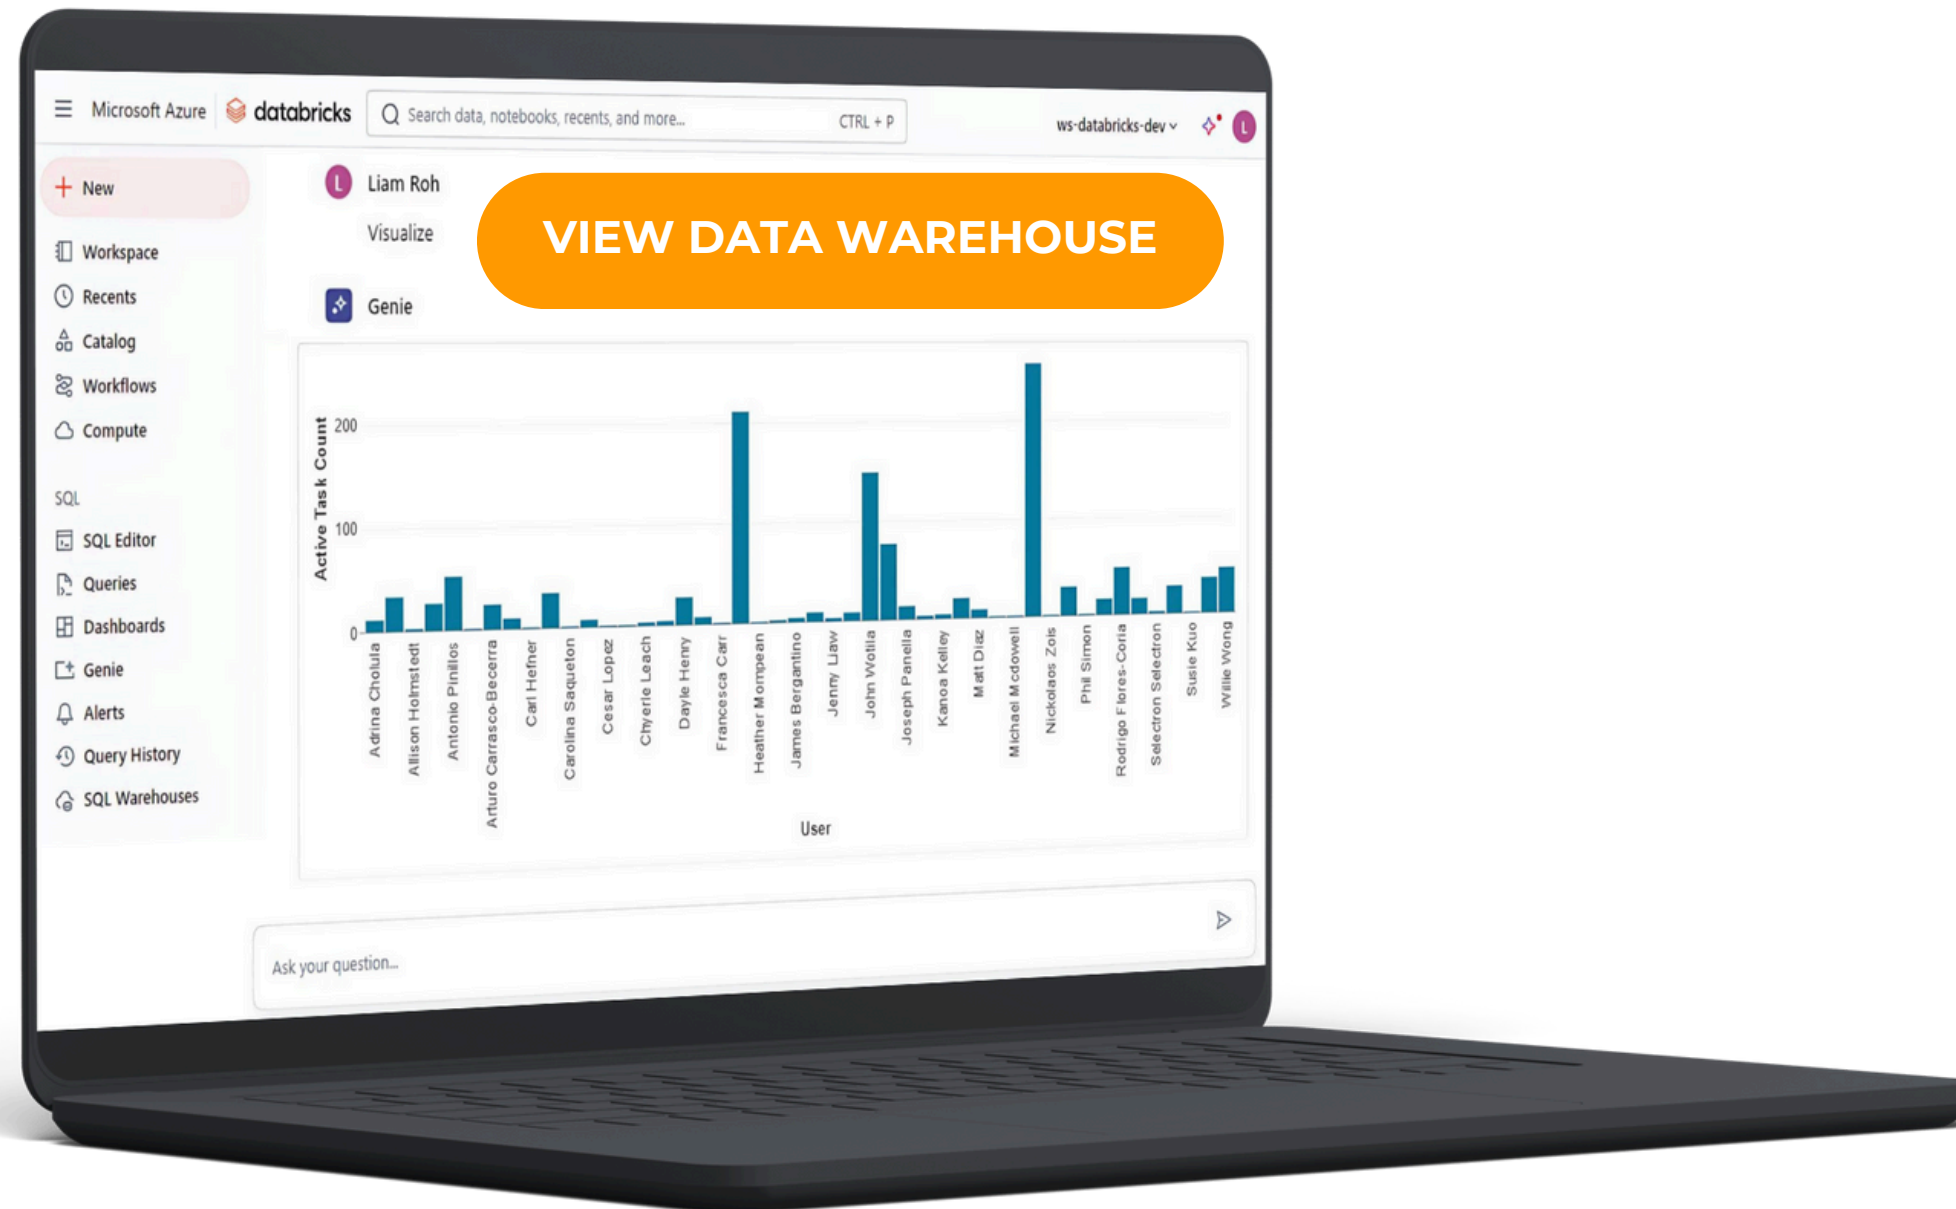 Microsoft Azure databricks Search data, notebooks, recents, and more... CTRL + P ws-databricks-dev L
New
Workspace
Recents
Catalog
Workflows
Compute
SQL
SQL Editor
Queries
Dashboards
Genie
Alerts
Query History
SQL Warehouses
L Liam Roh
Visualize
VIEW DATA WAREHOUSE
Genie
Active Task Count
200
100
0
Adrina Cholula
Allison Holmstedt
Antonio Pinillos
Arturo Carrasco-Becerra
Carl Hefner
Carolina Saqueton
Cesar Lopez
Chyerle Leach
Dayle Henry
Francesca Carr
Heather Mompean
James Bergantino
Jenny Liaw
John Wotila
Joseph Panella
Kanoa Kelley
Matt Diaz
Michael Mcdowell
Nickolaos Zois
Phil Simon
Rodrigo Flores-Coria
Selectron Selectron
Susie Kuo
Willie Wong
User
Ask your question...